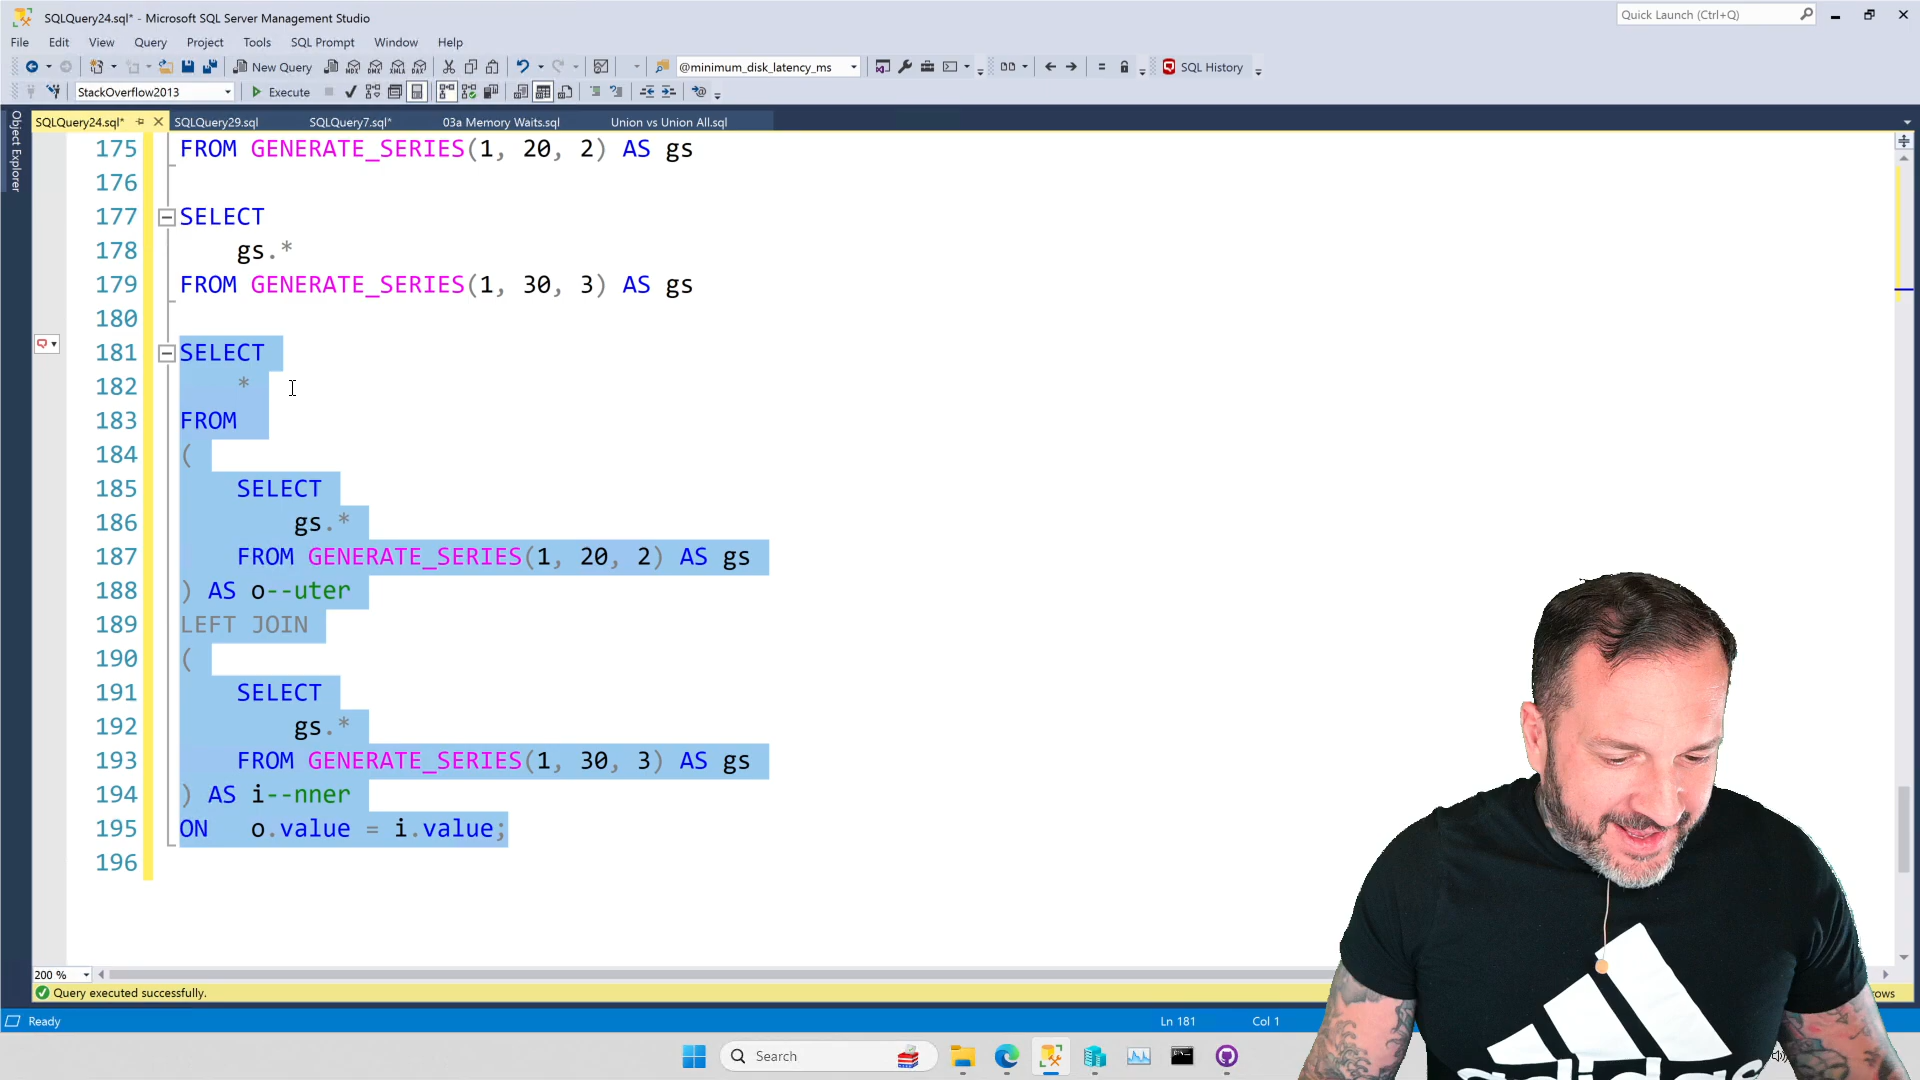 SQLQuery24.sql* - Microsoft SQL Server Management Studio
Quick Launch (Ctrl+Q)
File Edit View Query Project Tools SQL Prompt Window Help
New Query
@minimum_disk_latency_ms
SQL History
StackOverflow2013
Execute
SQLQuery24.sql* SQLQuery29.sql SQLQuery7.sql* 03a Memory Waits.sql Union vs Union All.sql
Object Explorer
175 FROM GENERATE_SERIES(1, 20, 2) AS gs
176
177 SELECT
178 gs.*
179 FROM GENERATE_SERIES(1, 30, 3) AS gs
180
181 SELECT
182 *
183 FROM
184 (
185 SELECT
186 gs.*
187 FROM GENERATE_SERIES(1, 20, 2) AS gs
188 ) AS o--uter
189 LEFT JOIN
190 (
191 SELECT
192 gs.*
193 FROM GENERATE_SERIES(1, 30, 3) AS gs
194 ) AS i--nner
195 ON o.value = i.value;
196
200 %
Query executed successfully.
rows
Ready
Ln 181
Col 1
Search
adidas